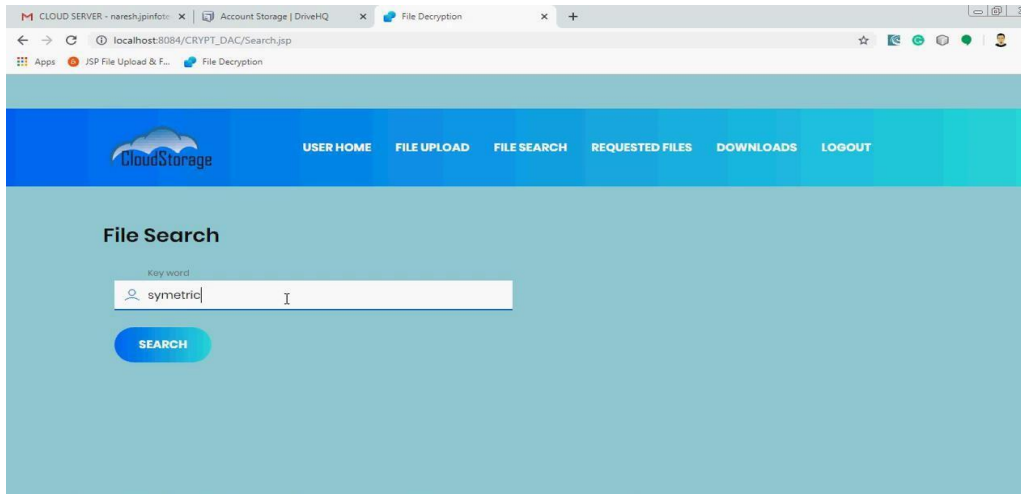 CLOUD SERVER - naresh.jpinfote
Account Storage | DriveHQ
File Decryption
localhost:8084/CRYPT_DAC/Search.jsp
Apps JSP File Upload & F... File Decryption
CloudStorage USER HOME FILE UPLOAD FILE SEARCH REQUESTED FILES DOWNLOADS LOGOUT
File Search
Key word
symetric
SEARCH